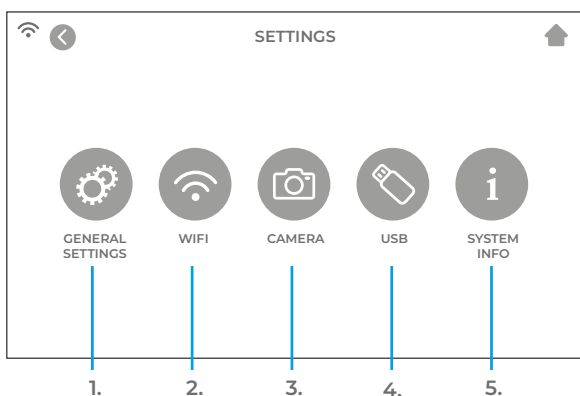 SETTINGS
GENERAL
SETTINGS
WIFI
CAMERA
USB
SYSTEM
INFO
1.
2.
3.
4.
5.